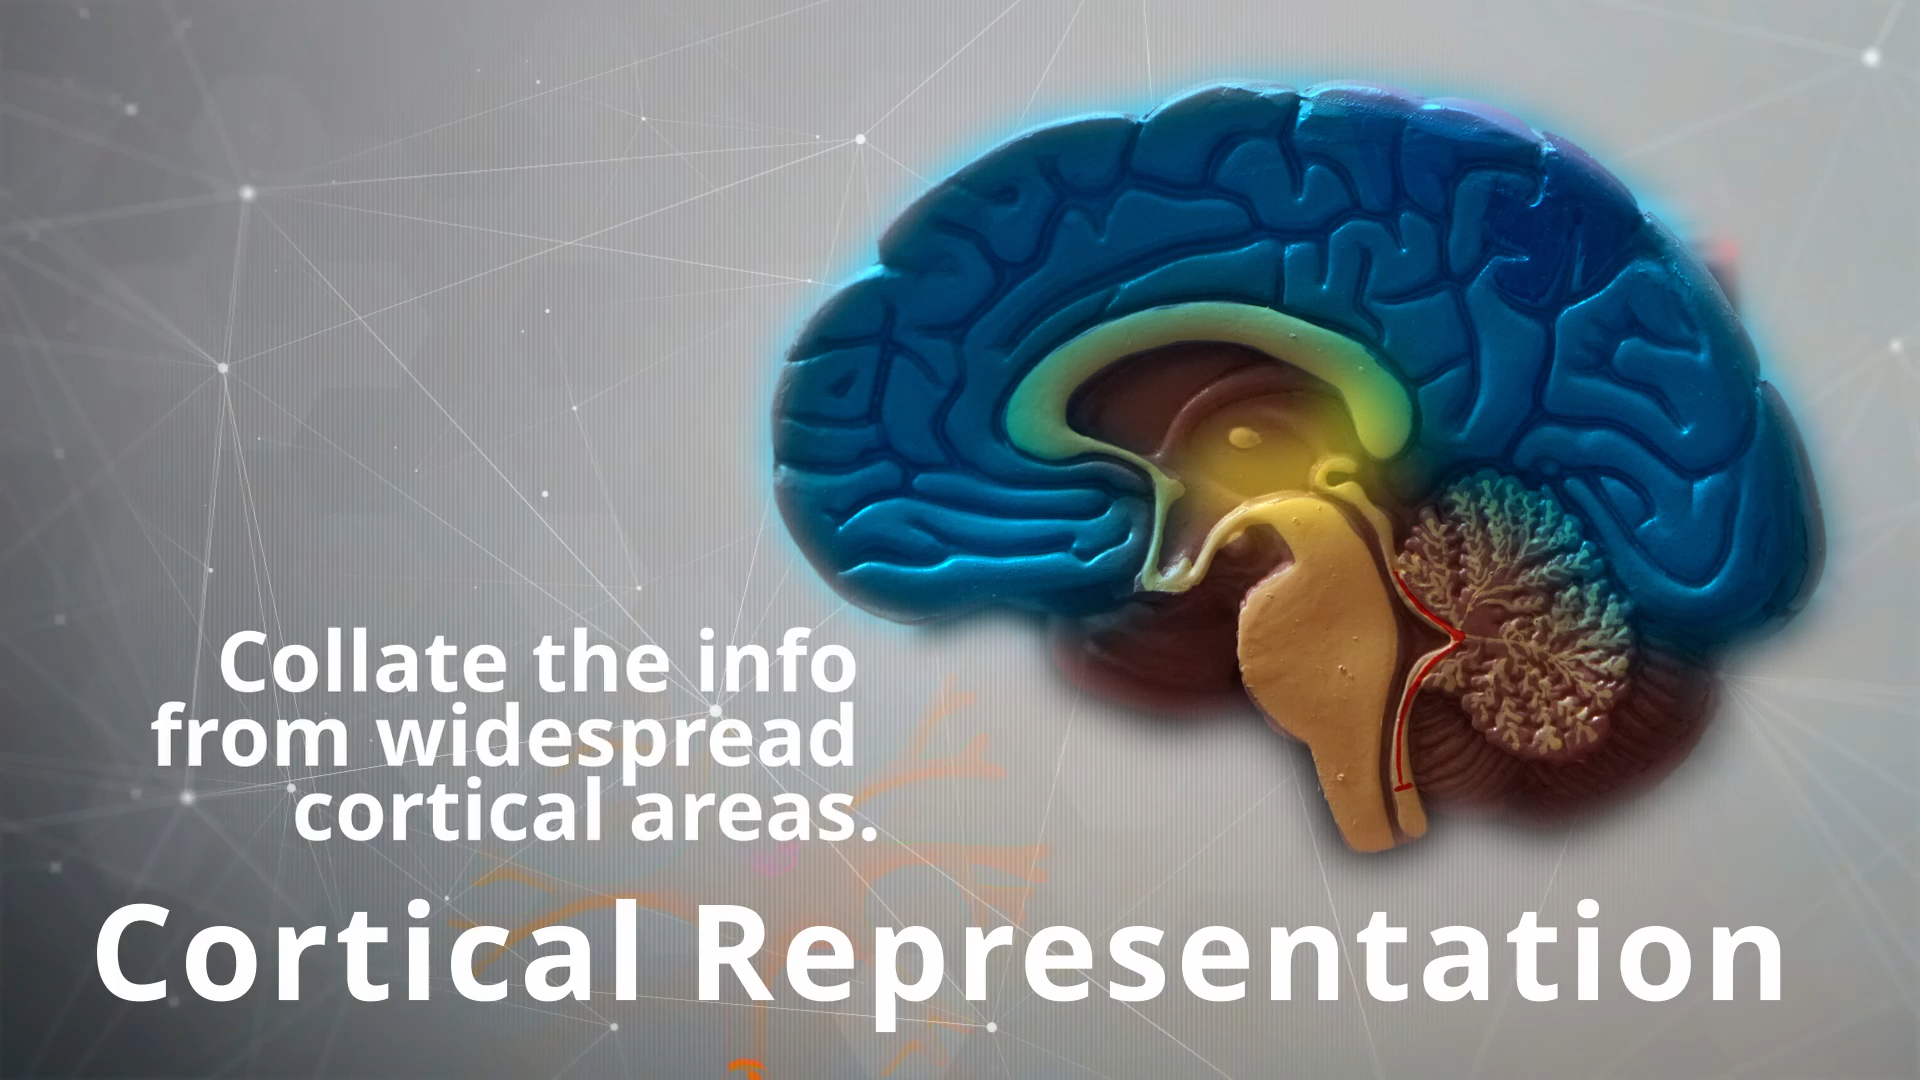 Collate the info
from widespread
cortical areas.
Cortical Representation